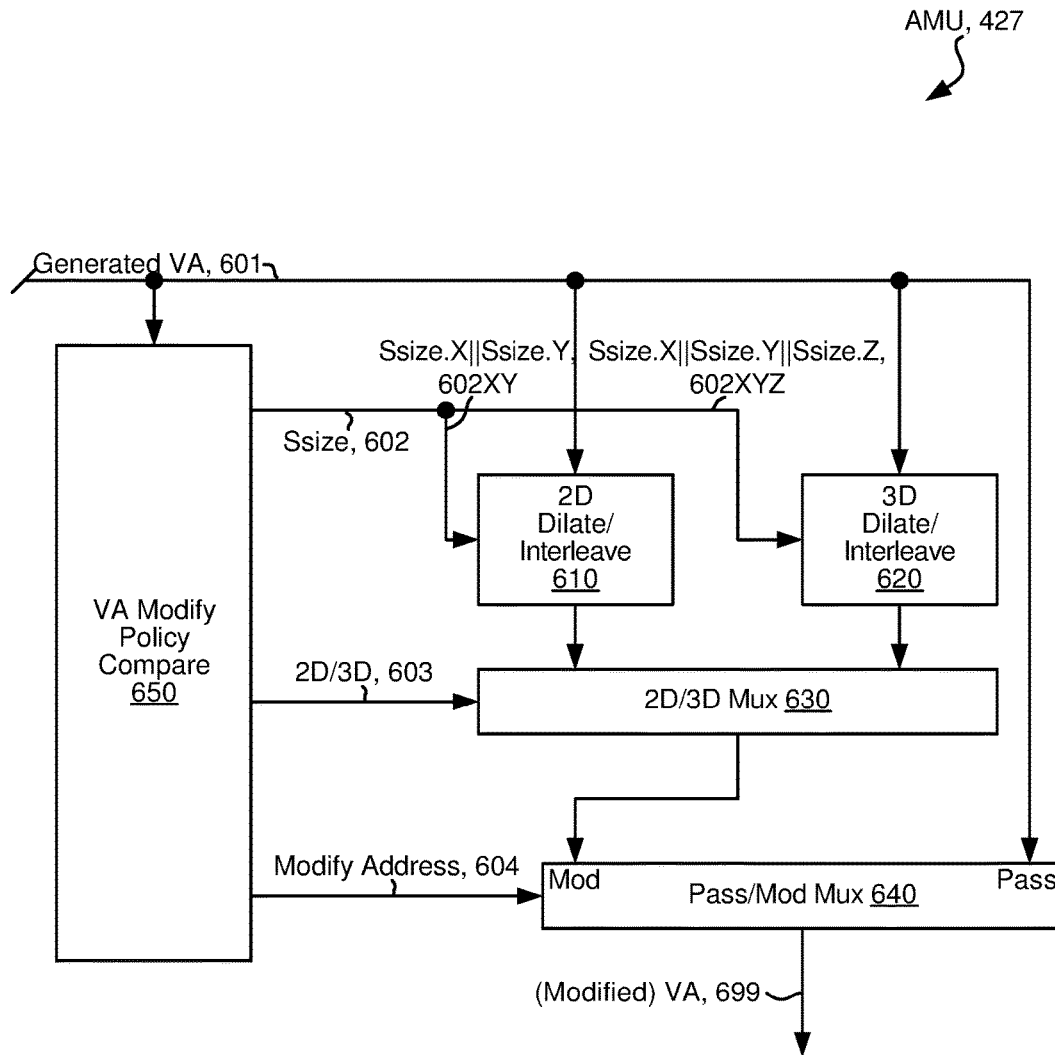 AMU, 427
Generated VA, 601
Ssize.X||Ssize.Y, Ssize.X||Ssize.Y||Ssize.Z,
602XY 602XYZ
Ssize, 602
2D
Dilate/
Interleave
610
3D
Dilate/
Interleave
620
VA Modify
Policy
Compare
650
2D/3D, 603
2D/3D Mux 630
Modify Address, 604
Mod
Pass
Pass/Mod Mux 640
(Modified) VA, 699